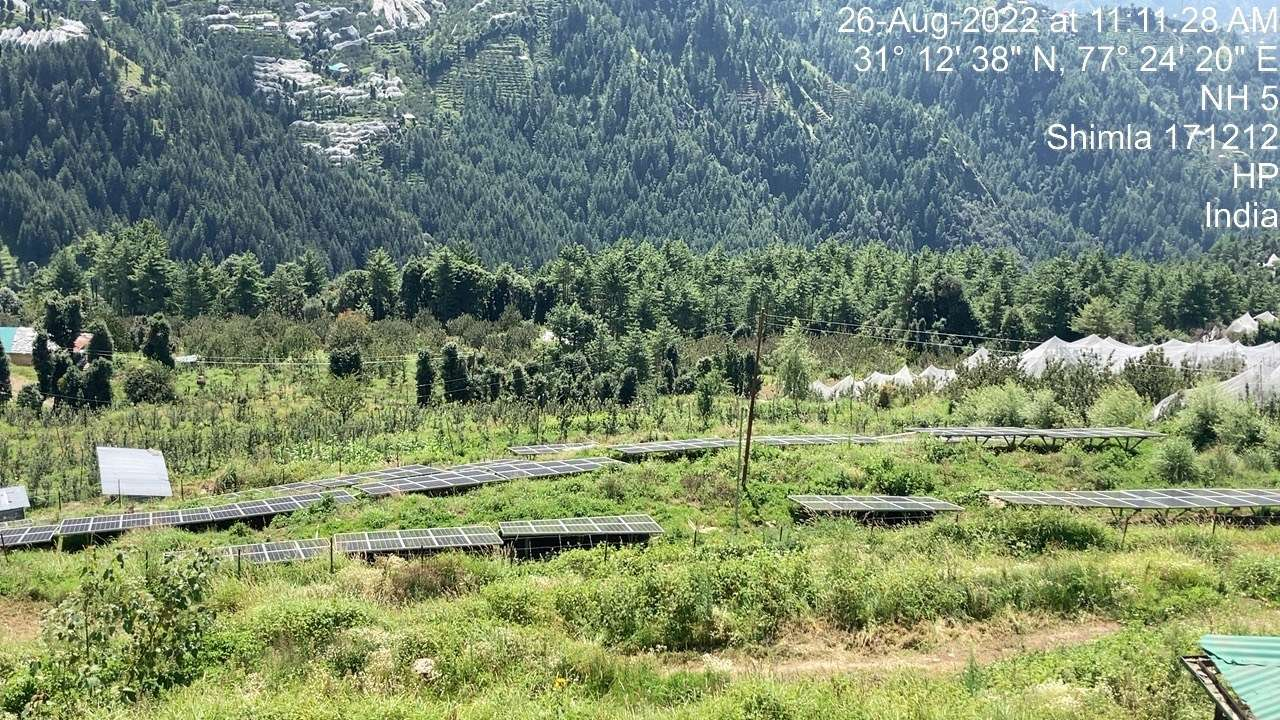 26-Aug-2022 at 11:11.28 AM
31° 12' 38" N, 77° 24' 20" E
NH 5
Shimla 171212
HP
India